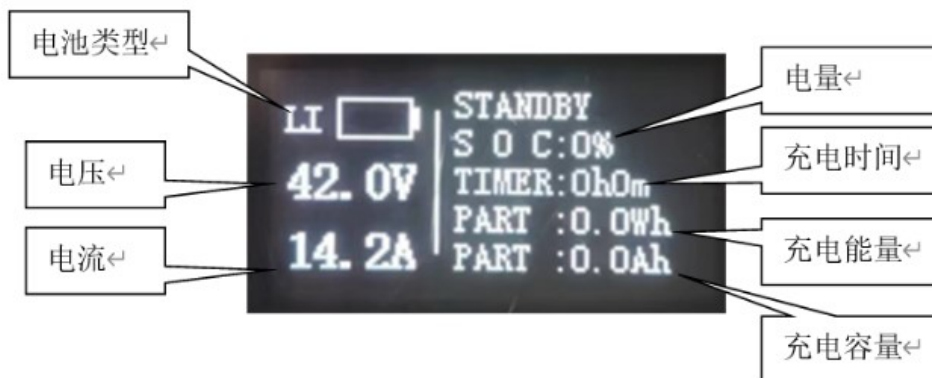 电池类型↵
电压↵
电流↵
LI
42.0V
14.2A
STANDBY
S O C:0%
TIMER:0h0m
PART :0.0Wh
PART :0.0Ah
电量↵
充电时间↵
充电能量↵
充电容量↵